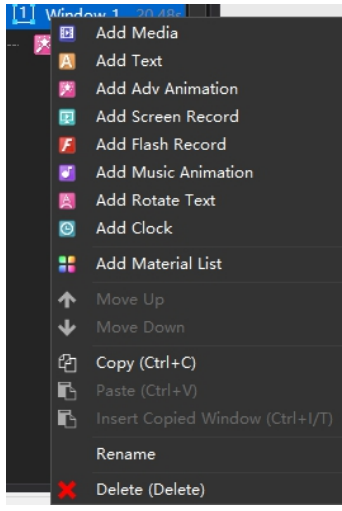 1 Window 1 20.48s
Add Media
Add Text
Add Adv Animation
Add Screen Record
Add Flash Record
Add Music Animation
Add Rotate Text
Add Clock
Add Material List
Move Up
Move Down
Copy (Ctrl+C)
Paste (Ctrl+V)
Insert Copied Window (Ctrl+I/T)
Rename
Delete (Delete)